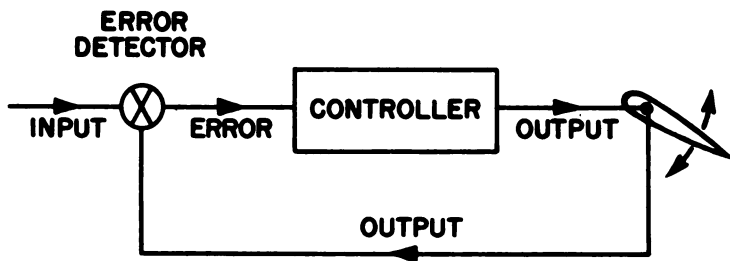 ERROR
DETECTOR
INPUT
ERROR
CONTROLLER
OUTPUT
OUTPUT